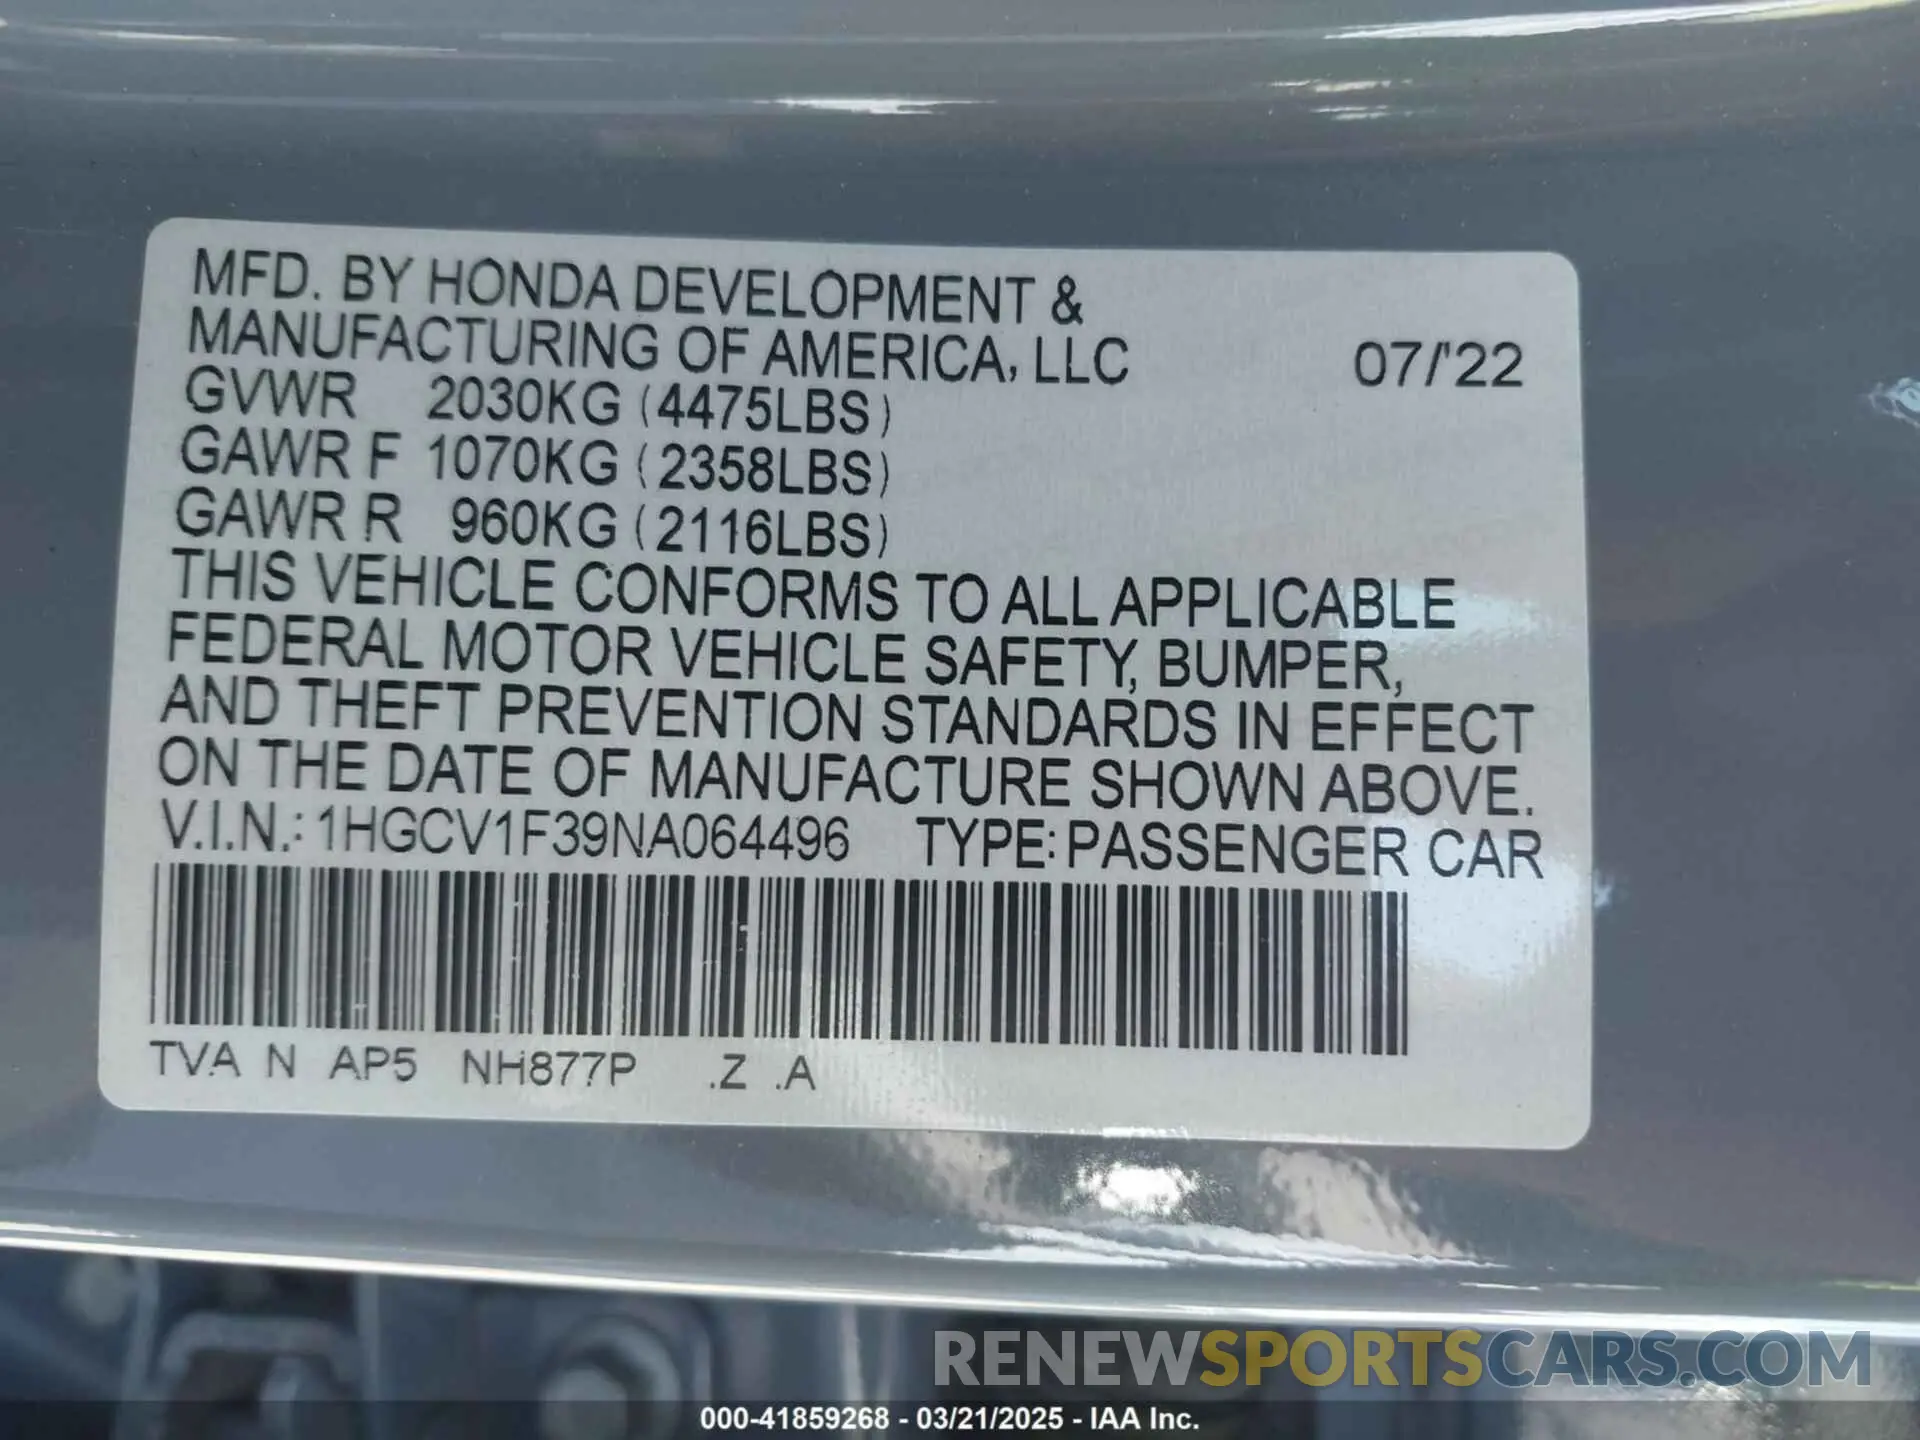 MFD. BY HONDA DEVELOPMENT &
MANUFACTURING OF AMERICA, LLC 07/'22
GVWR 2030KG (4475LBS)
GAWR F 1070KG (2358LBS)
GAWR R 960KG (2116LBS)
THIS VEHICLE CONFORMS TO ALL APPLICABLE
FEDERAL MOTOR VEHICLE SAFETY, BUMPER,
AND THEFT PREVENTION STANDARDS IN EFFECT
ON THE DATE OF MANUFACTURE SHOWN ABOVE.
V.I.N.: 1HGCV1F39NA064496 TYPE: PASSENGER CAR
TVA N AP5 NH877P .Z .A
RENEWSPORTSCARS.COM
000-41859268 - 03/21/2025 - IAA Inc.